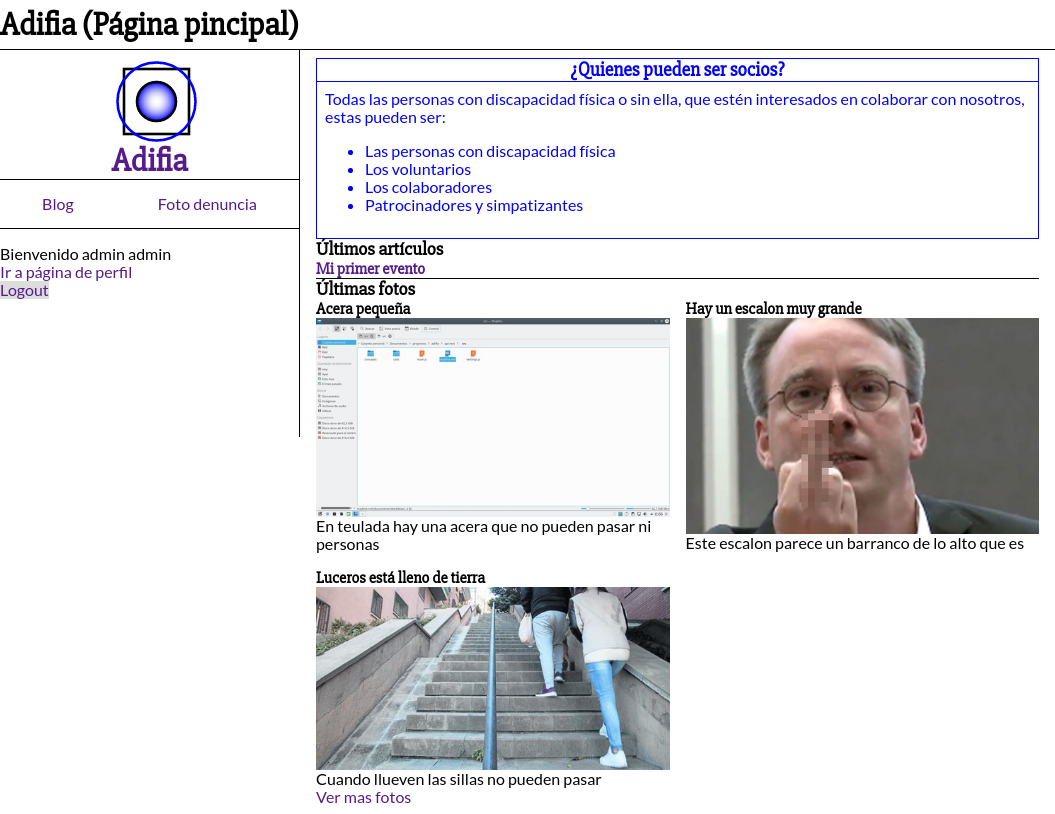 Adifia (Página pincipal)
Adifia
Blog Foto denuncia
Bienvenido admin admin
Ir a página de perfil
Logout
¿Quienes pueden ser socios?
Todas las personas con discapacidad física o sin ella, que estén interesados en colaborar con nosotros,
estas pueden ser:
Las personas con discapacidad física
Los voluntarios
Los colaboradores
Patrocinadores y simpatizantes
Últimos artículos
Mi primer evento
Últimas fotos
Acera pequeña
En teulada hay una acera que no pueden pasar ni
personas
Hay un escalon muy grande
Este escalon parece un barranco de lo alto que es
Luceros está lleno de tierra
Cuando llueven las sillas no pueden pasar
Ver mas fotos